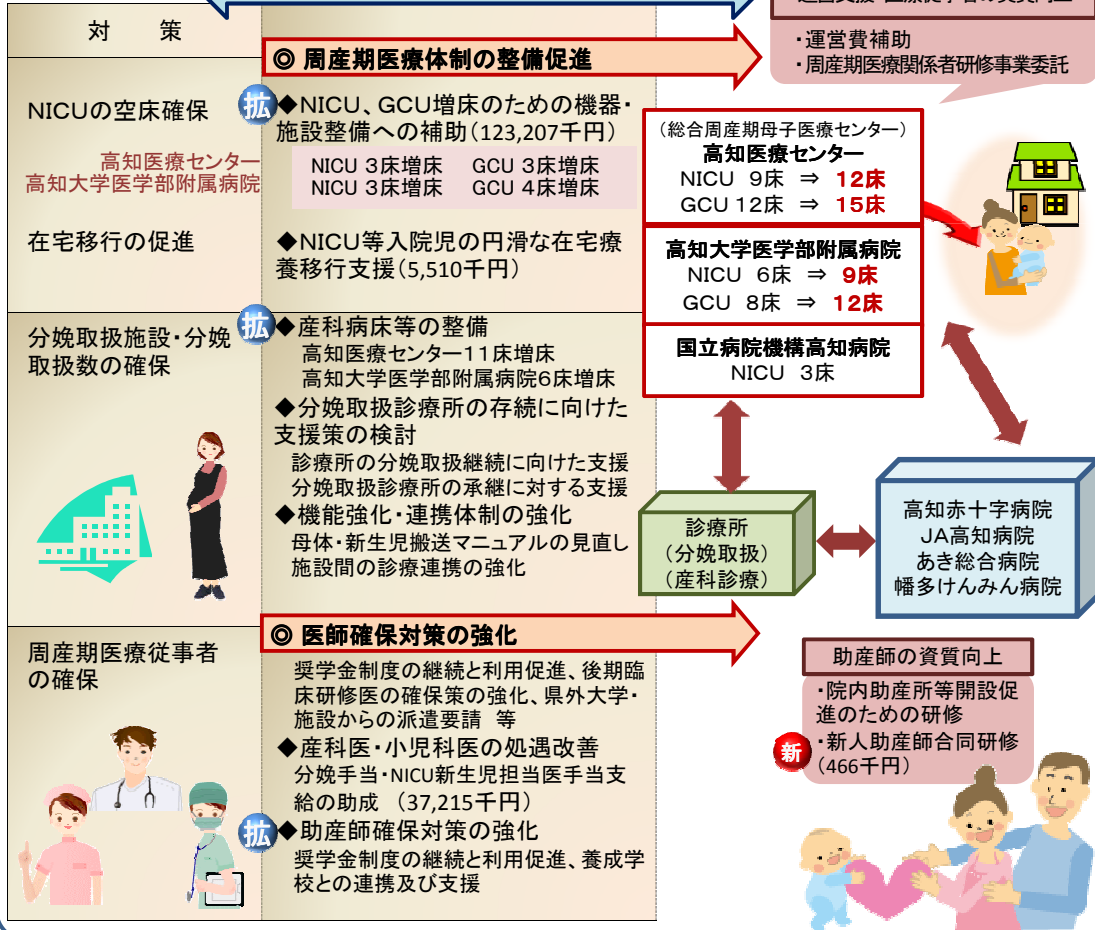 対　策
◎ 周産期医療体制の整備促進
・運営費補助
・周産期医療関係者研修事業委託
NICUの空床確保
高知医療センター
高知大学医学部附属病院
拡
◆NICU、GCU増床のための機器・
施設整備への補助(123,207千円)
NICU 3床増床　GCU 3床増床
NICU 3床増床　GCU 4床増床
在宅移行の促進
◆NICU等入院児の円滑な在宅療
養移行支援(5,510千円)
(総合周産期母子医療センター)
高知医療センター
NICU 9床 ⇒ 12床
GCU 12床 ⇒ 15床
高知大学医学部附属病院
NICU 6床 ⇒ 9床
GCU 8床 ⇒ 12床
国立病院機構高知病院
NICU 3床
分娩取扱施設・分娩
取扱数の確保
拡
◆産科病床等の整備
高知医療センター11床増床
高知大学医学部附属病院6床増床
◆分娩取扱診療所の存続に向けた
支援策の検討
診療所の分娩取扱継続に向けた支援
分娩取扱診療所の承継に対する支援
◆機能強化・連携体制の強化
母体・新生児搬送マニュアルの見直し
施設間の診療連携の強化
診療所
(分娩取扱)
(産科診療)
高知赤十字病院
JA高知病院
あき総合病院
幡多けんみん病院
◎ 医師確保対策の強化
周産期医療従事者
の確保
奨学金制度の継続と利用促進、後期臨
床研修医の確保策の強化、県外大学・
施設からの派遣要請 等
◆産科医・小児科医の処遇改善
分娩手当・NICU新生児担当医手当支
給の助成 (37,215千円)
拡
◆助産師確保対策の強化
奨学金制度の継続と利用促進、養成学
校との連携及び支援
助産師の資質向上
・院内助産所等開設促
進のための研修
新
・新人助産師合同研修
(466千円)